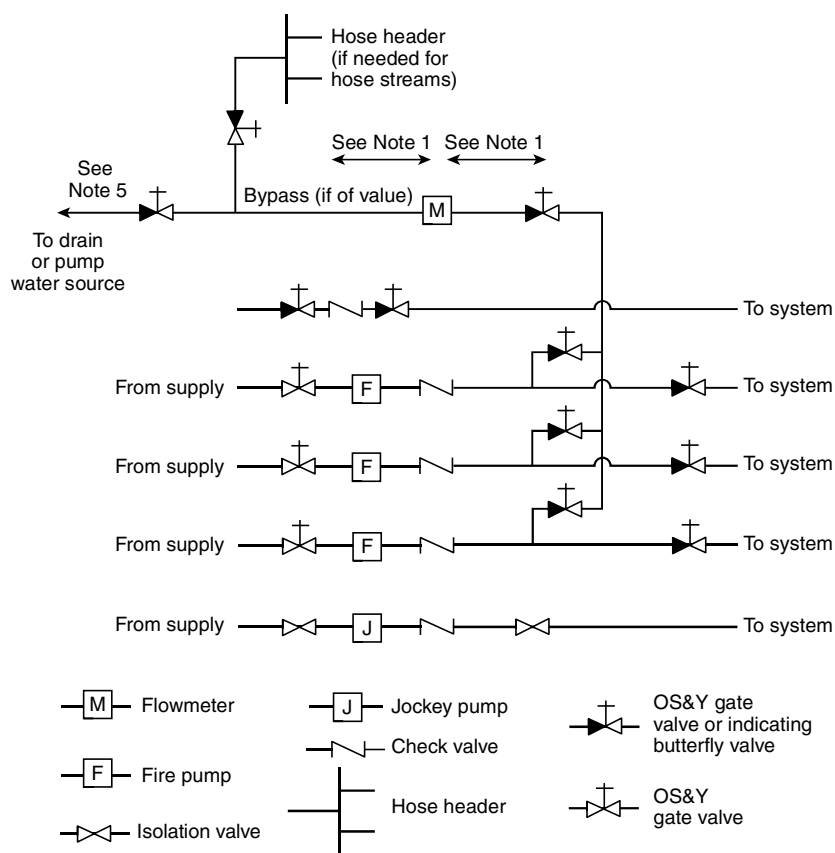 Hose header
(if needed for
hose streams)
See Note 1
See Note 1
See
Note 5
Bypass (if of value)
M
To drain
or pump
water source
To system
From supply
F
To system
From supply
F
To system
From supply
F
To system
From supply
J
To system
M
Flowmeter
J
Jockey pump
OS&Y gate
valve or indicating
butterfly valve
Check valve
F
Fire pump
Hose header
OS&Y
gate valve
Isolation valve